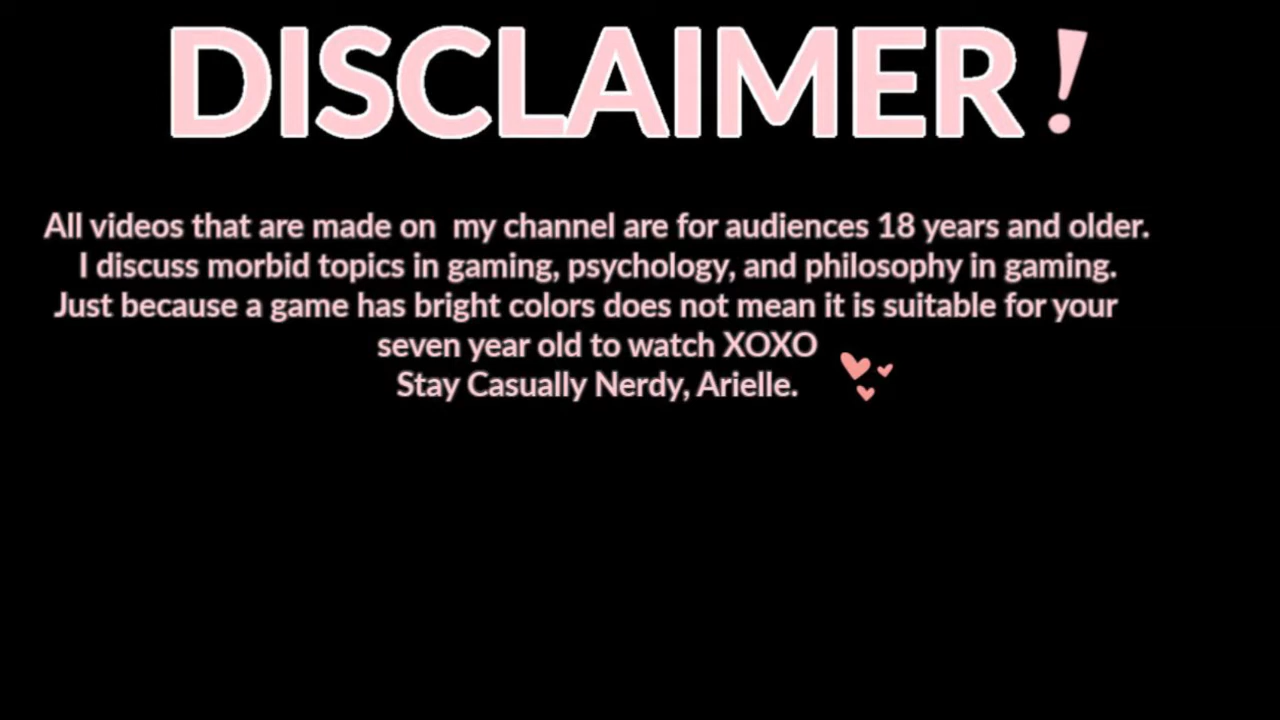 DISCLAIMER!
All videos that are made on  my channel are for audiences 18 years and older.
I discuss morbid topics in gaming, psychology, and philosophy in gaming.
Just because a game has bright colors does not mean it is suitable for your
seven year old to watch XOXO
Stay Casually Nerdy, Arielle.